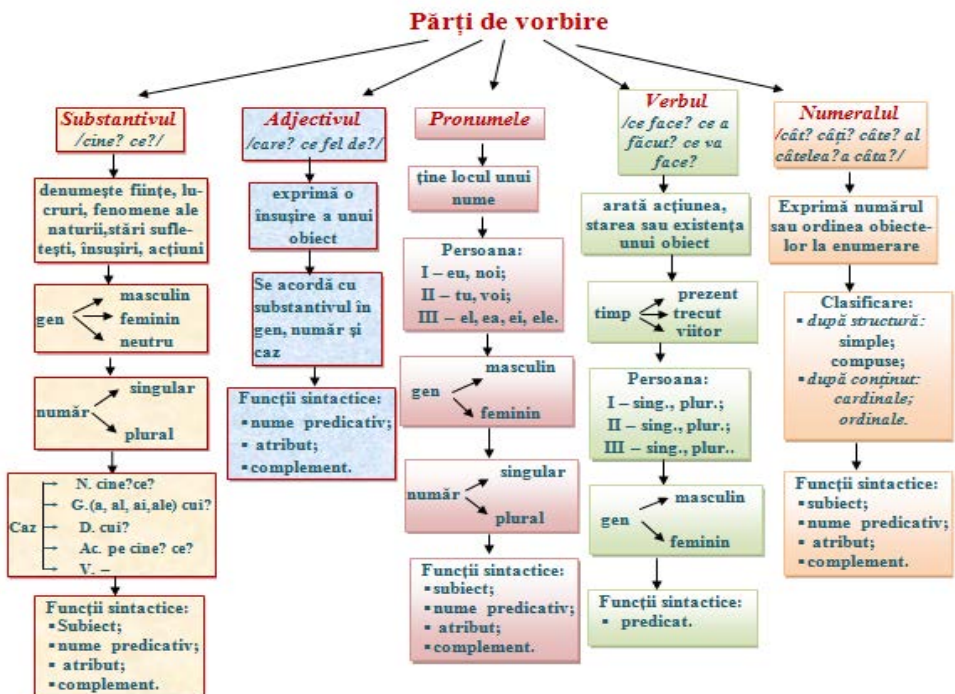 Părți de vorbire
Substantivul
/cine? ce?/
denumește ființe, lu-
cruri, fenomene ale
naturii,stări sufle-
tești, însușiri, acțiuni
gen
masculin
feminin
neutru
număr
singular
plural
Caz
N. cine?ce?
G.(a, al, ai,ale) cui?
D. cui?
Ac. pe cine? ce?
V. –
Funcții sintactice:
▪ Subiect;
▪ nume predicativ;
▪ atribut;
▪ complement.
Adjectivul
/care? ce fel de?/
exprimă o
însușire a unui
obiect
Se acordă cu
substantivul în
gen, număr și
caz
Funcții sintactice:
▪ nume predicativ;
▪ atribut;
▪ complement.
Pronumele
ține locul unui
nume
Persoana:
I – eu, noi;
II – tu, voi;
III – el, ea, ei, ele.
gen
masculin
feminin
număr
singular
plural
Funcții sintactice:
▪ subiect;
▪ nume predicativ;
▪ atribut;
▪ complement.
Verbul
/ce face? ce a
făcut? ce va
face?
arată acțiunea,
starea sau existența
unui obiect
timp
prezent
trecut
viitor
Persoana:
I – sing., plur.;
II – sing., plur.;
III – sing., plur..
gen
masculin
feminin
Funcții sintactice:
▪ predicat.
Numeralul
/cât? câți? câte? al
câtelea?a câta?/
Exprimă numărul
sau ordinea obiecte-
lor la enumerare
Clasificare:
▪ după structură:
simple;
compuse;
▪ după conținut:
cardinale;
ordinale.
Funcții sintactice:
▪ subiect;
▪ nume predicativ;
▪ atribut;
▪ complement.